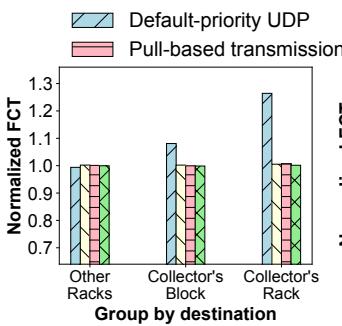 Default-priority UDP
Pull-based transmission
Normalized FCT
1.3
1.2
1.1
1.0
0.9
0.8
0.7
Other Racks
Collector's Block
Collector's Rack
Group by destination